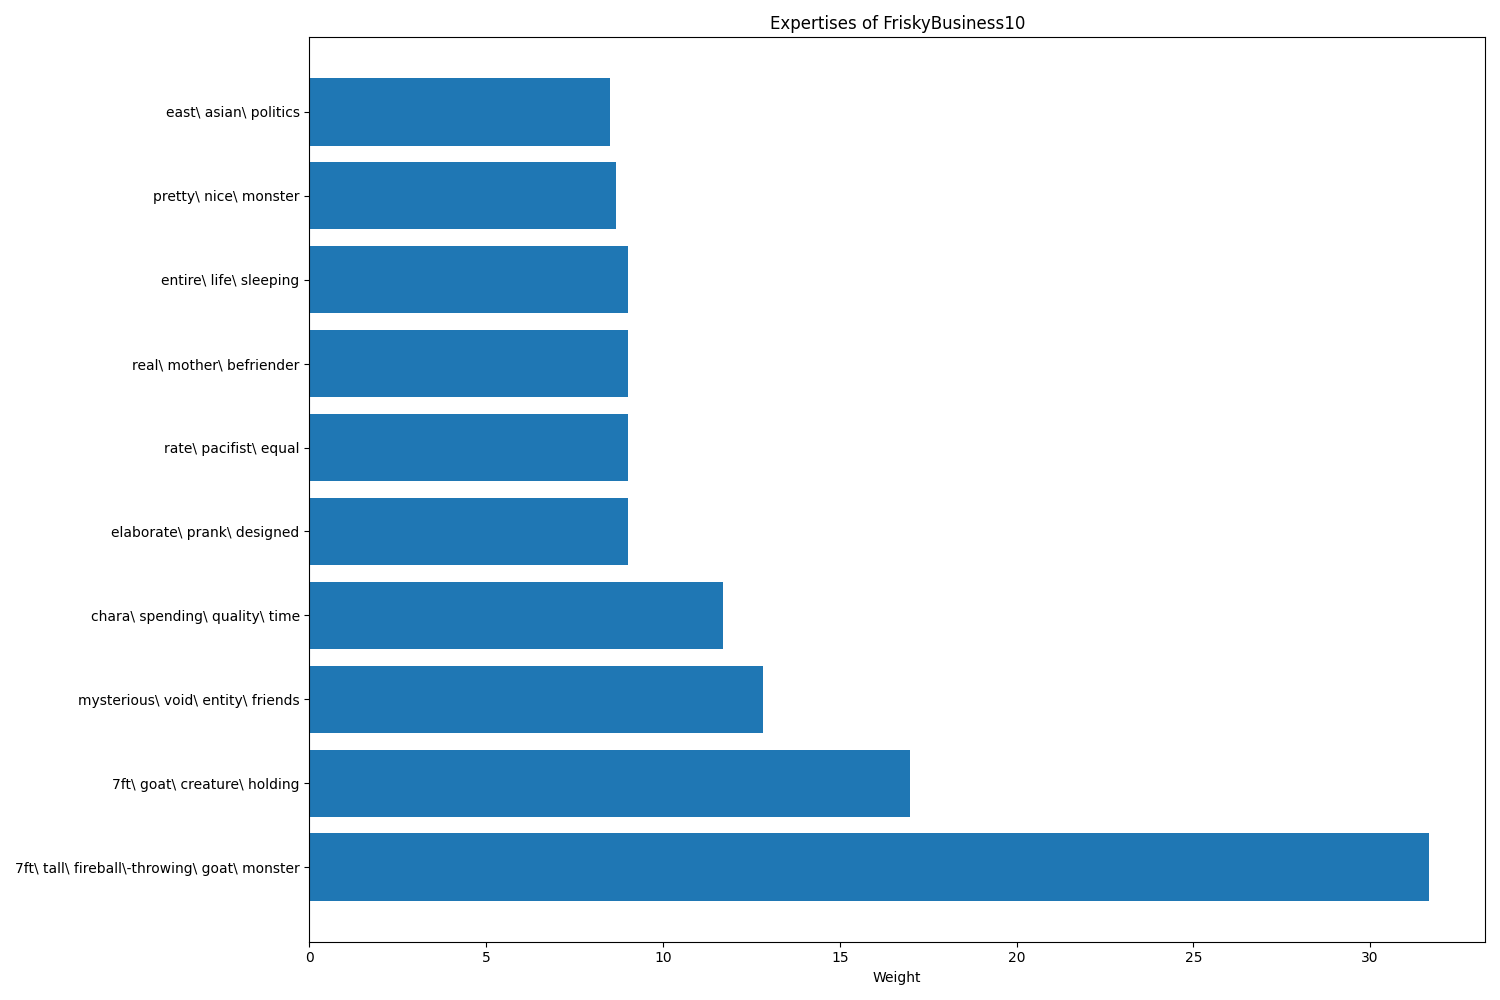 Expertises of FriskyBusiness10
east\ asian\ politics
pretty\ nice\ monster
entire\ life\ sleeping
real\ mother\ befriender
rate\ pacifist\ equal
elaborate\ prank\ designed
chara\ spending\ quality\ time
mysterious\ void\ entity\ friends
7ft\ goat\ creature\ holding
7ft\ tall\ fireball\-throwing\ goat\ monster
0 5 10 15 20 25 30
Weight